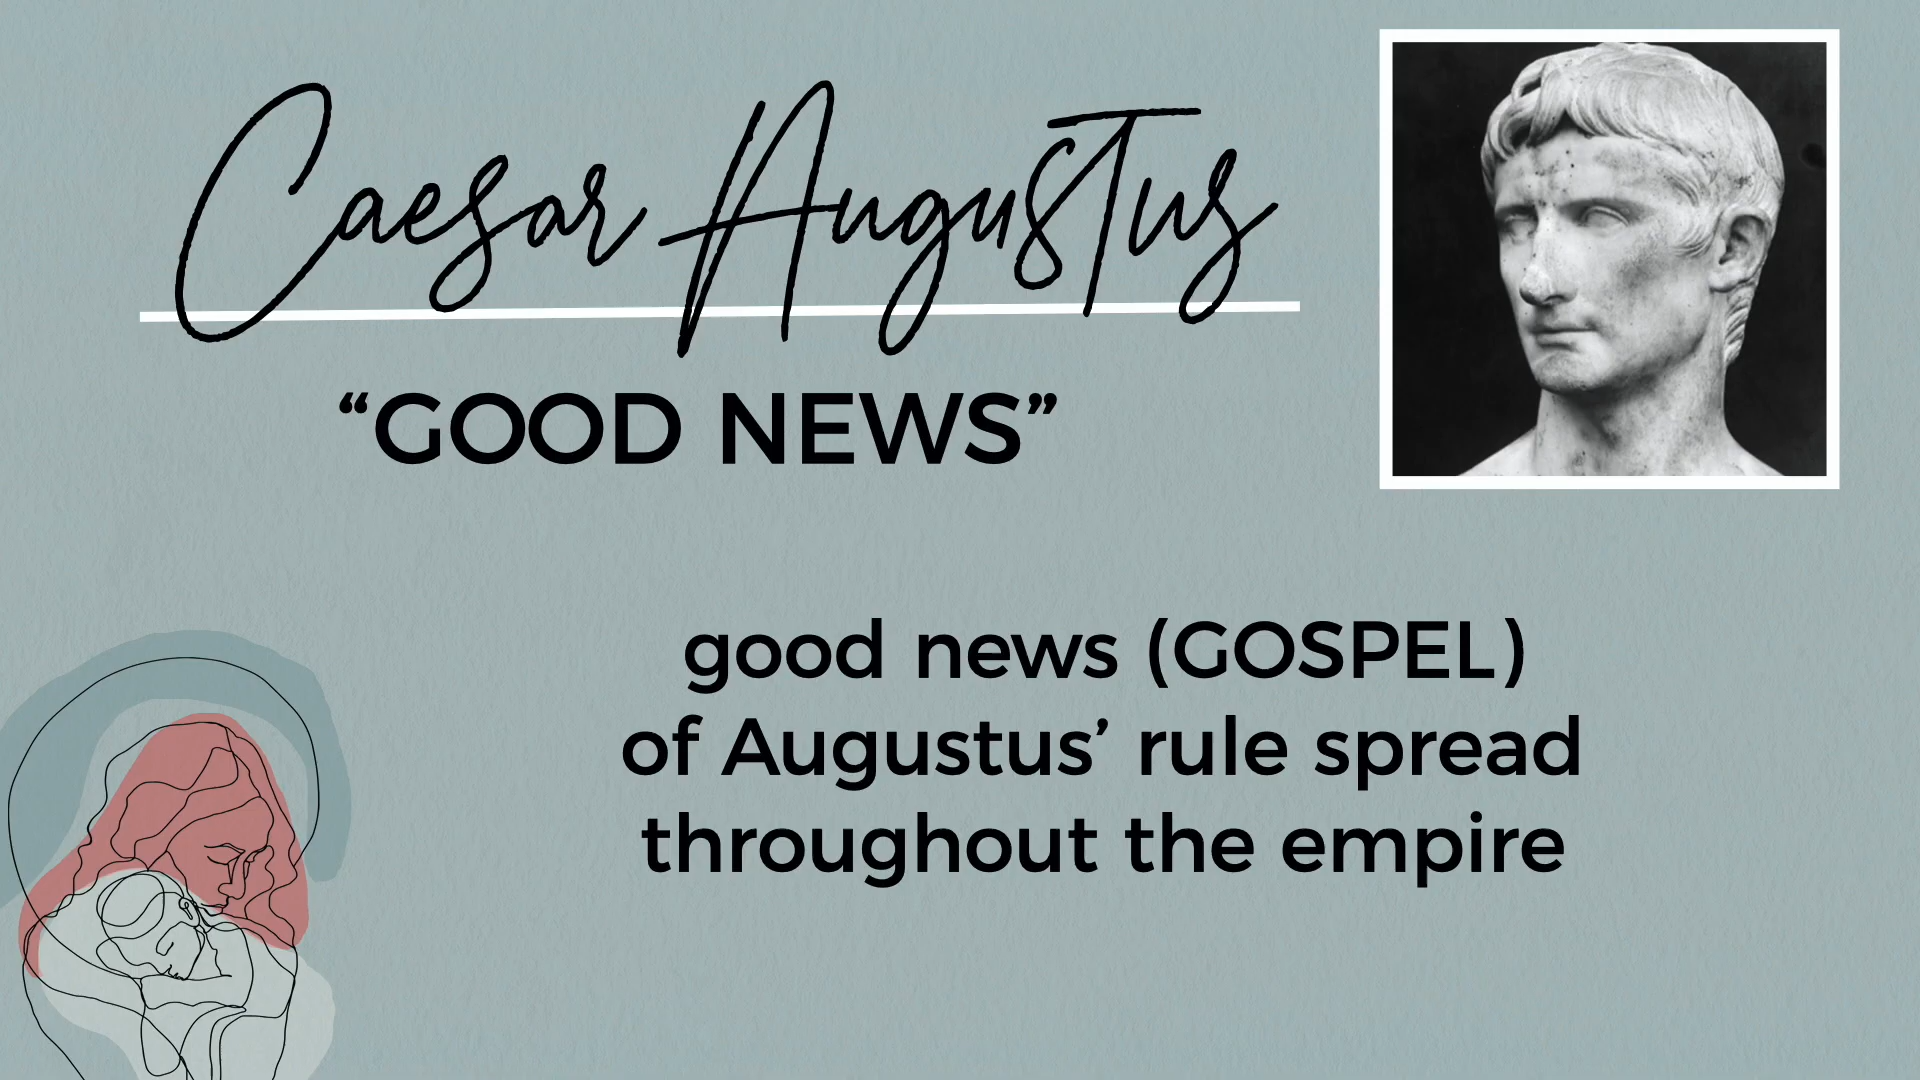 Caesar Augustus
“GOOD NEWS”
good news (GOSPEL)
of Augustus’ rule spread
throughout the empire